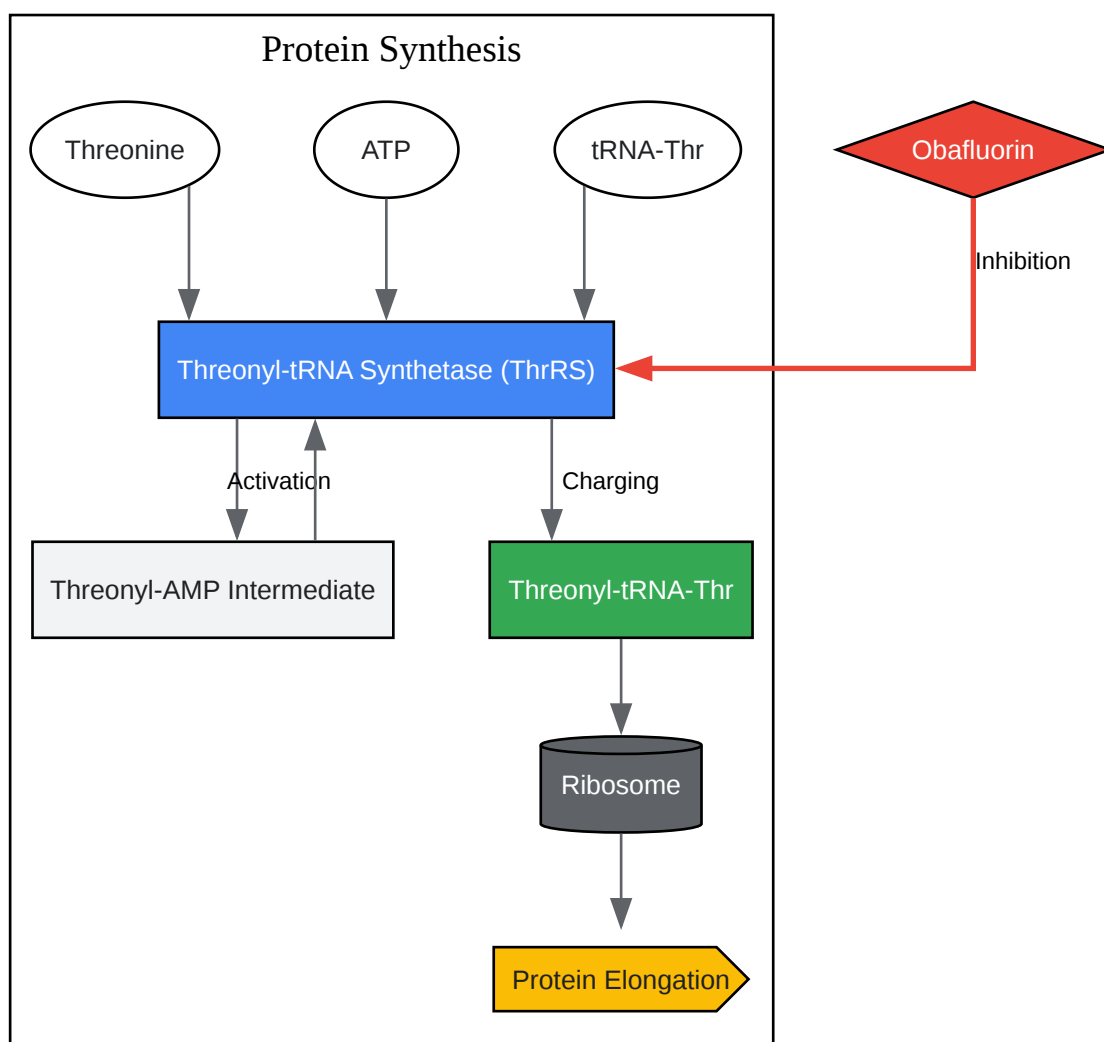 Protein Synthesis
Threonine
ATP
tRNA-Thr
Obafluorin
Inhibition
Threonyl-tRNA Synthetase (ThrRS)
Activation
Charging
Threonyl-AMP Intermediate
Threonyl-tRNA-Thr
Ribosome
Protein Elongation